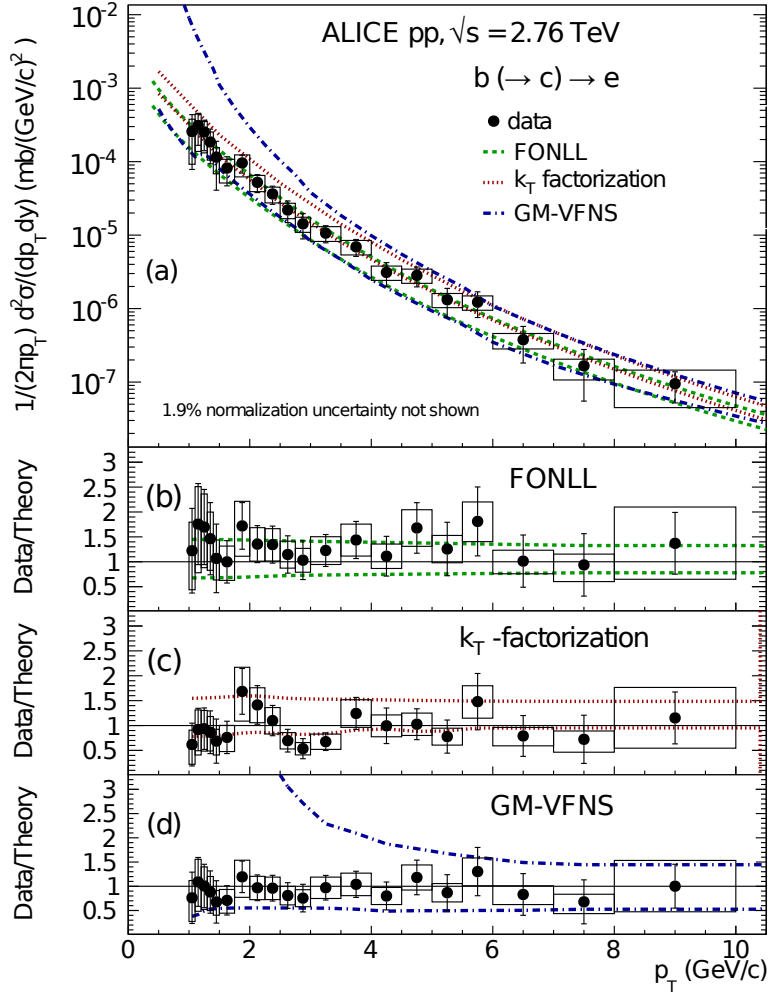 ALICE pp, √s = 2.76 TeV
b (→ c) → e
data
FONLL
k_T factorization
GM-VFNS
(a)
1.9% normalization uncertainty not shown
1/(2πp_T) d²σ/(dp_T dy) (mb/(GeV/c)²)
10⁻²
10⁻³
10⁻⁴
10⁻⁵
10⁻⁶
10⁻⁷
(b)
FONLL
Data/Theory
3
2.5
2
1.5
1
0.5
(c)
k_T -factorization
Data/Theory
3
2.5
2
1.5
1
0.5
(d)
GM-VFNS
Data/Theory
3
2.5
2
1.5
1
0.5
0 2 4 6 8 10
p_T (GeV/c)